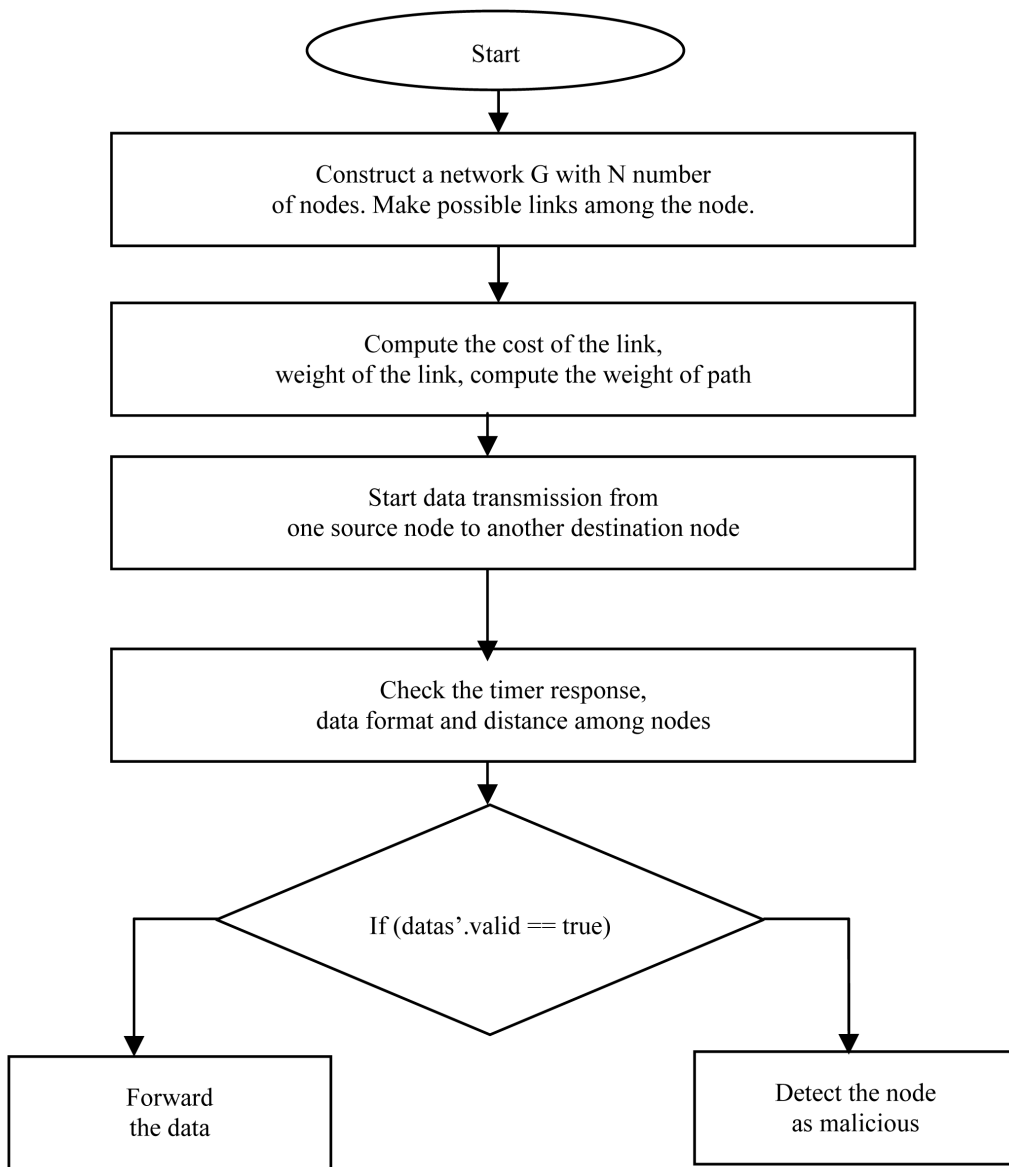 Start
Construct a network G with N number
of nodes. Make possible links among the node.
Compute the cost of the link,
weight of the link, compute the weight of path
Start data transmission from
one source node to another destination node
Check the timer response,
data format and distance among nodes
If (datas’.valid == true)
Forward
the data
Detect the node
as malicious